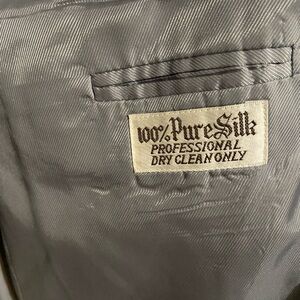 100% Pure Silk
PROFESSIONAL
DRY CLEAN ONLY